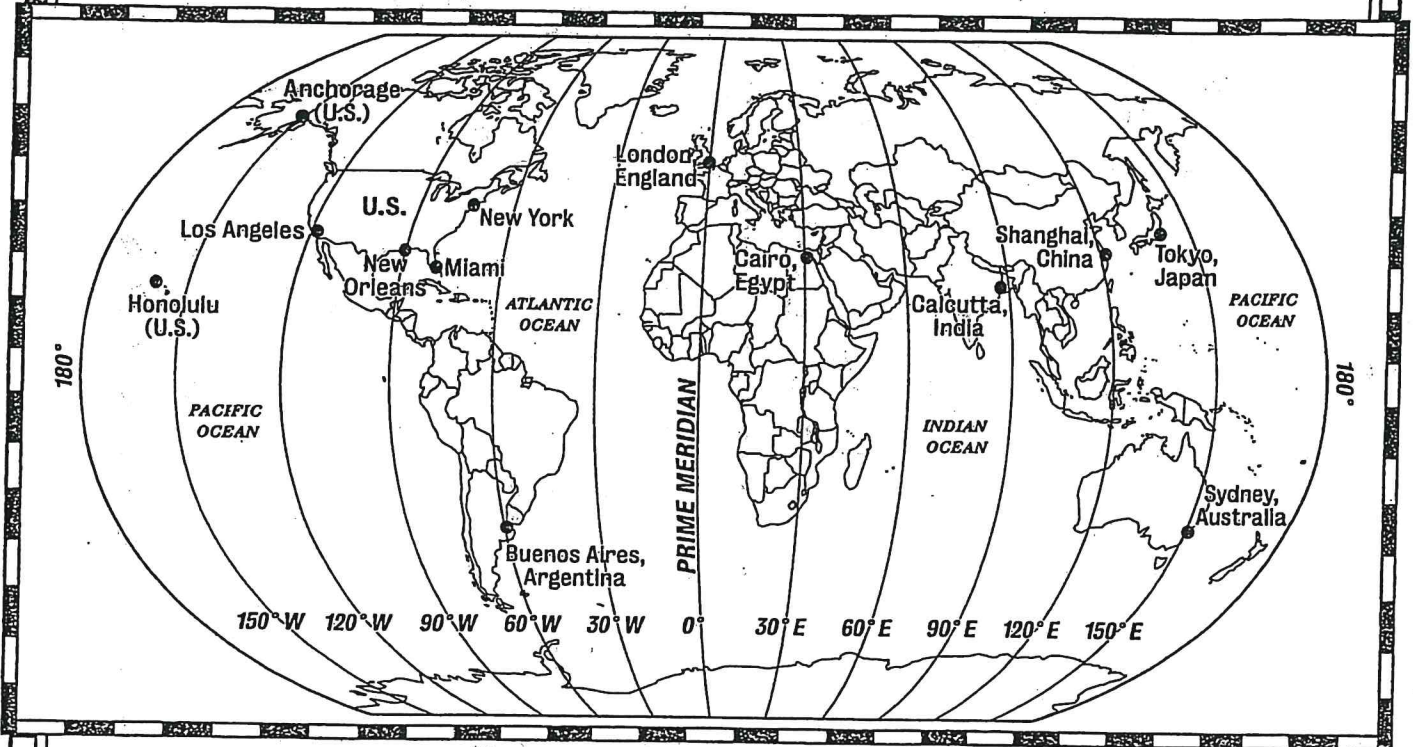 Anchorage
(U.S.)
London,
England
U.S.
New York
Los Angeles
New
Orleans
Miami
Honolulu
(U.S.)
ATLANTIC
OCEAN
Cairo,
Egypt
Shanghai,
China
Tokyo,
Japan
Calcutta,
India
PACIFIC
OCEAN
180°
180°
PACIFIC
OCEAN
PRIME MERIDIAN
INDIAN
OCEAN
Sydney,
Australia
Buenos Aires,
Argentina
150° W 120° W 90° W 60° W 30° W 0° 30° E 60° E 90° E 120° E 150° E